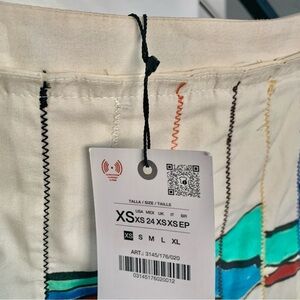 TALLA / SIZE / TAILLE
USA MEX UK IT BR
XS XS 24 XS XS EP
XS S M L XL
ART.: 3145/176/020
03145176020012